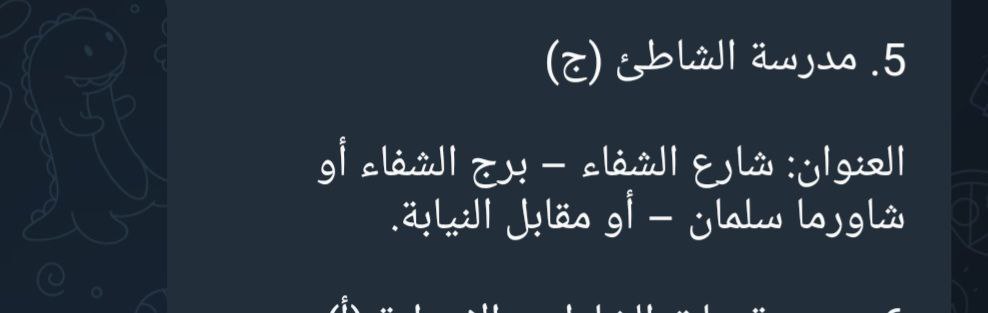 5. مدرسة الشاطئ (ج)
العنوان: شارع الشفاء – برج الشفاء أو
شاورما سلمان – أو مقابل النيابة.